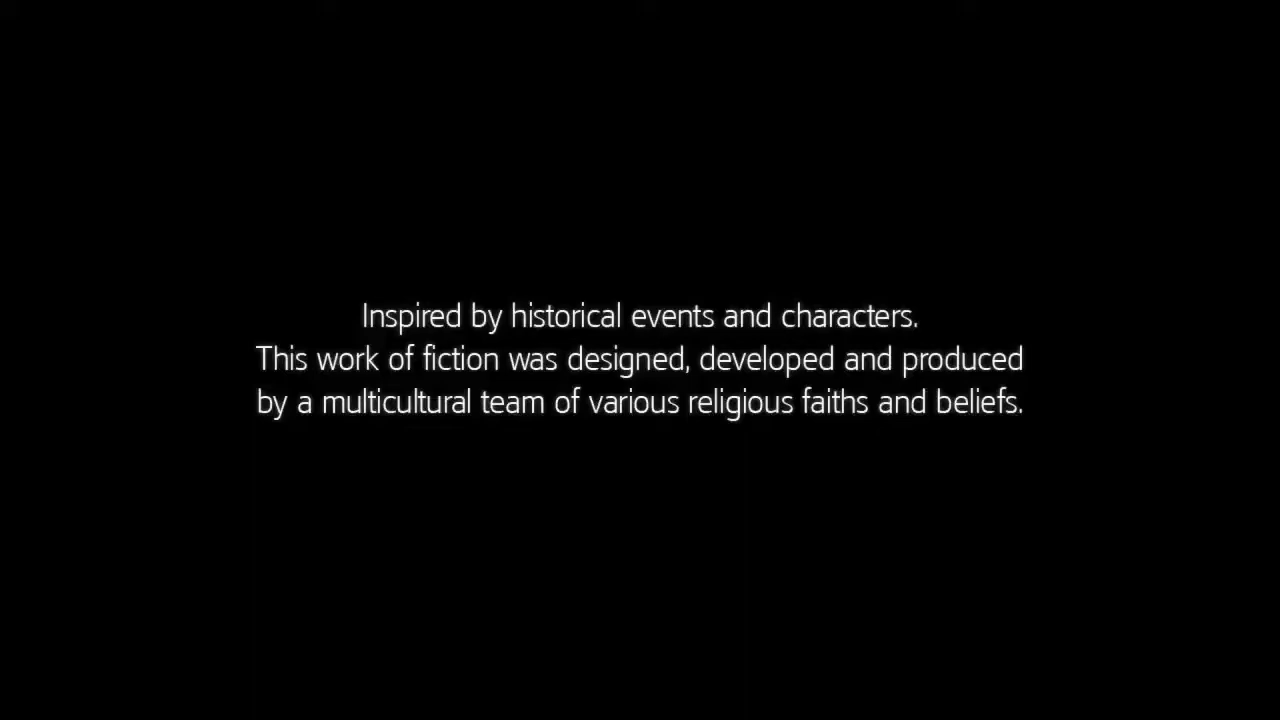 Inspired by historical events and characters.
This work of fiction was designed, developed and produced
by a multicultural team of various religious faiths and beliefs.